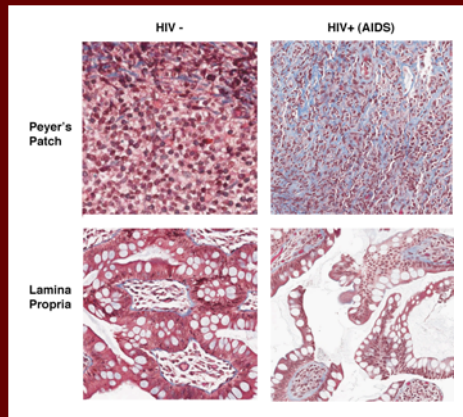 HIV -
HIV+ (AIDS)
Peyer's
Patch
Lamina
Propria